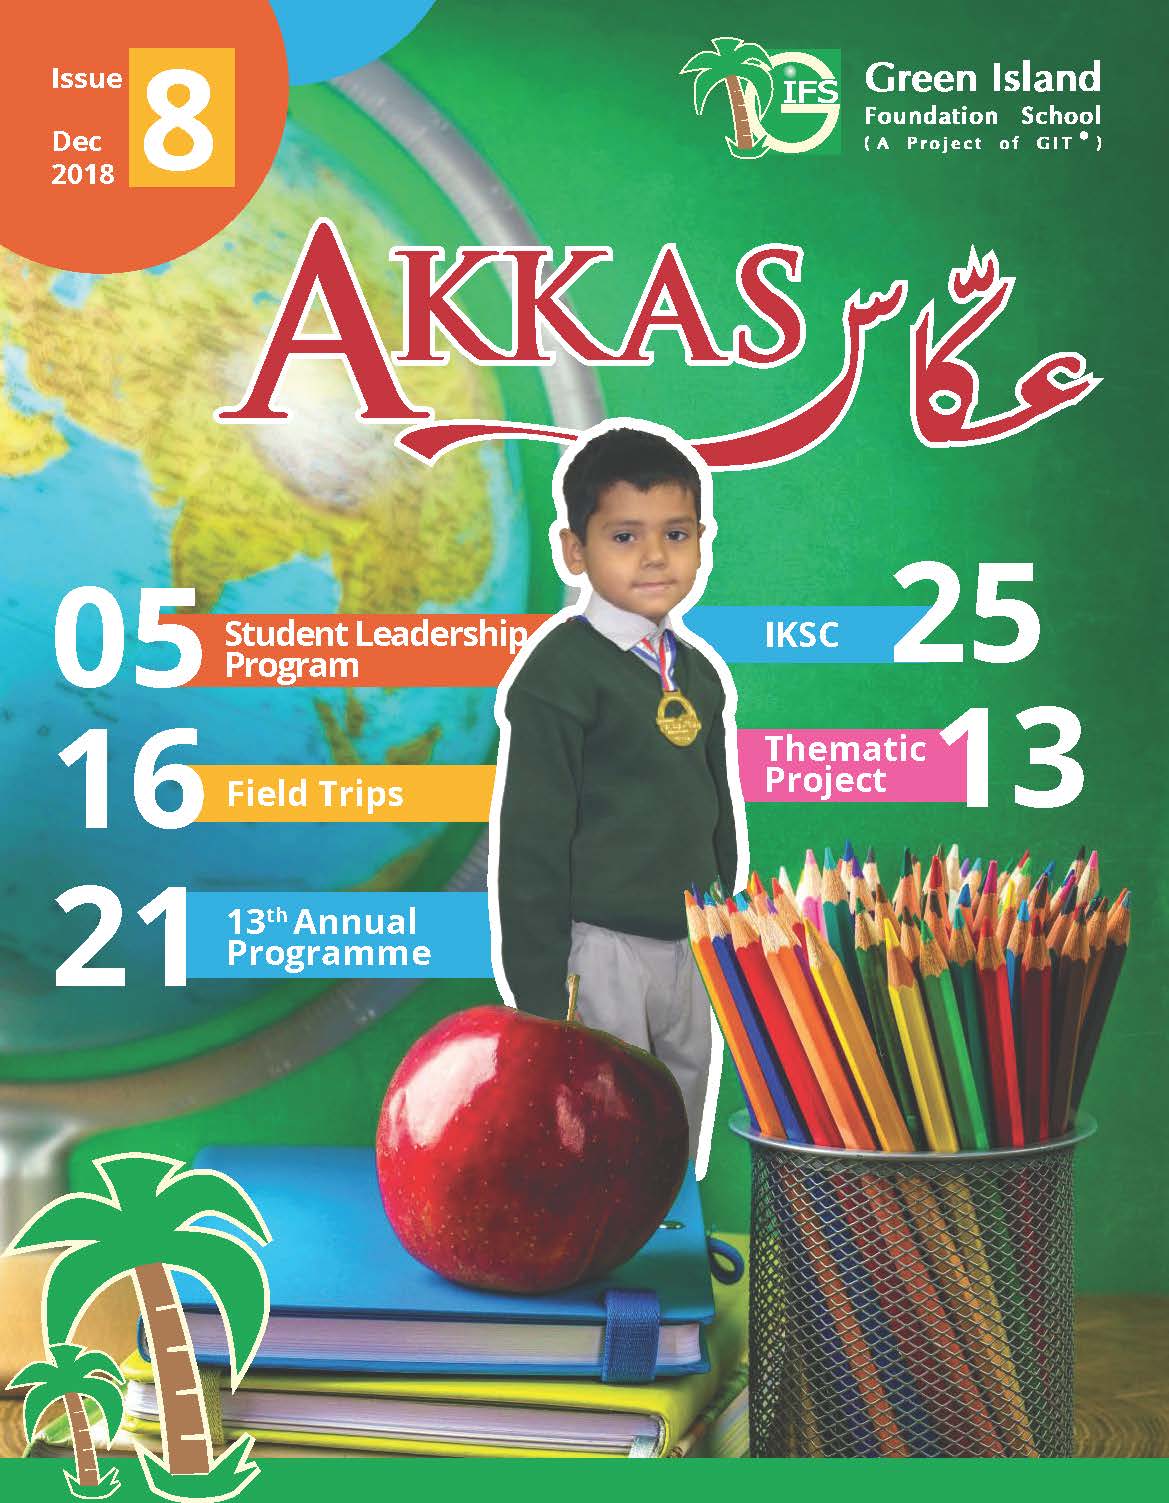 Issue
8
Dec
2018
GIFS
Green Island
Foundation School
(A Project of GIT)
AKKAS
عکّاس
05
Student Leadership
Program
16
Field Trips
21
13th Annual
Programme
IKSC
25
Thematic
Project
13